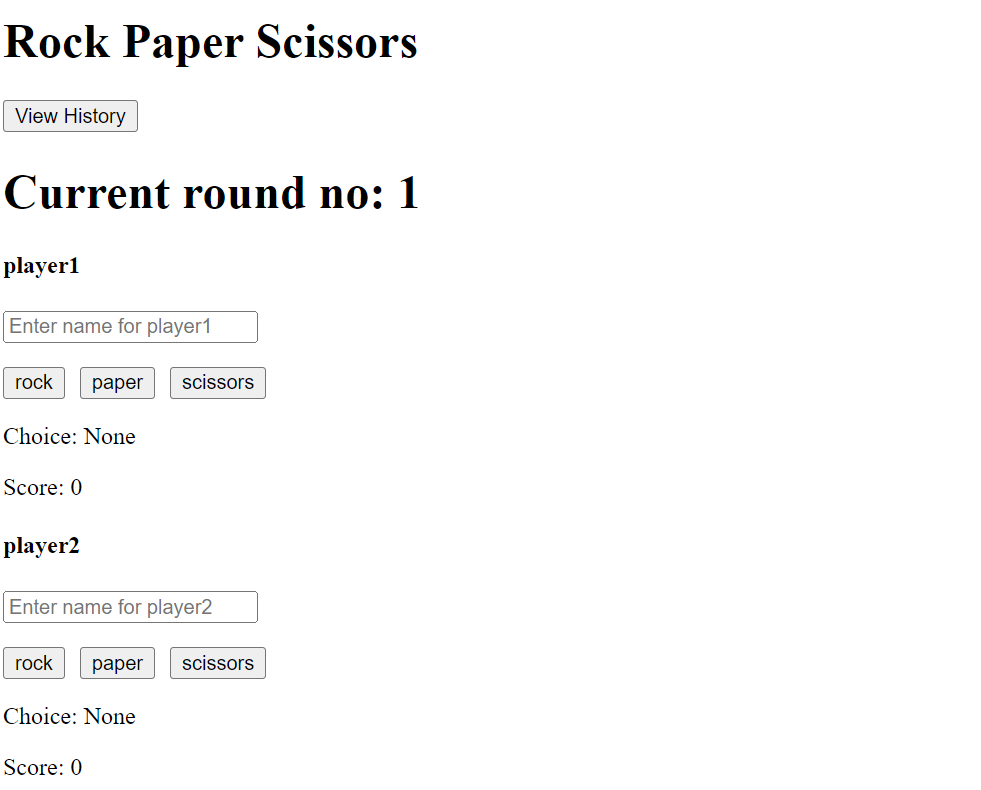 Rock Paper Scissors
View History
Current round no: 1
player1
Enter name for player1
rock paper scissors
Choice: None
Score: 0
player2
Enter name for player2
rock paper scissors
Choice: None
Score: 0